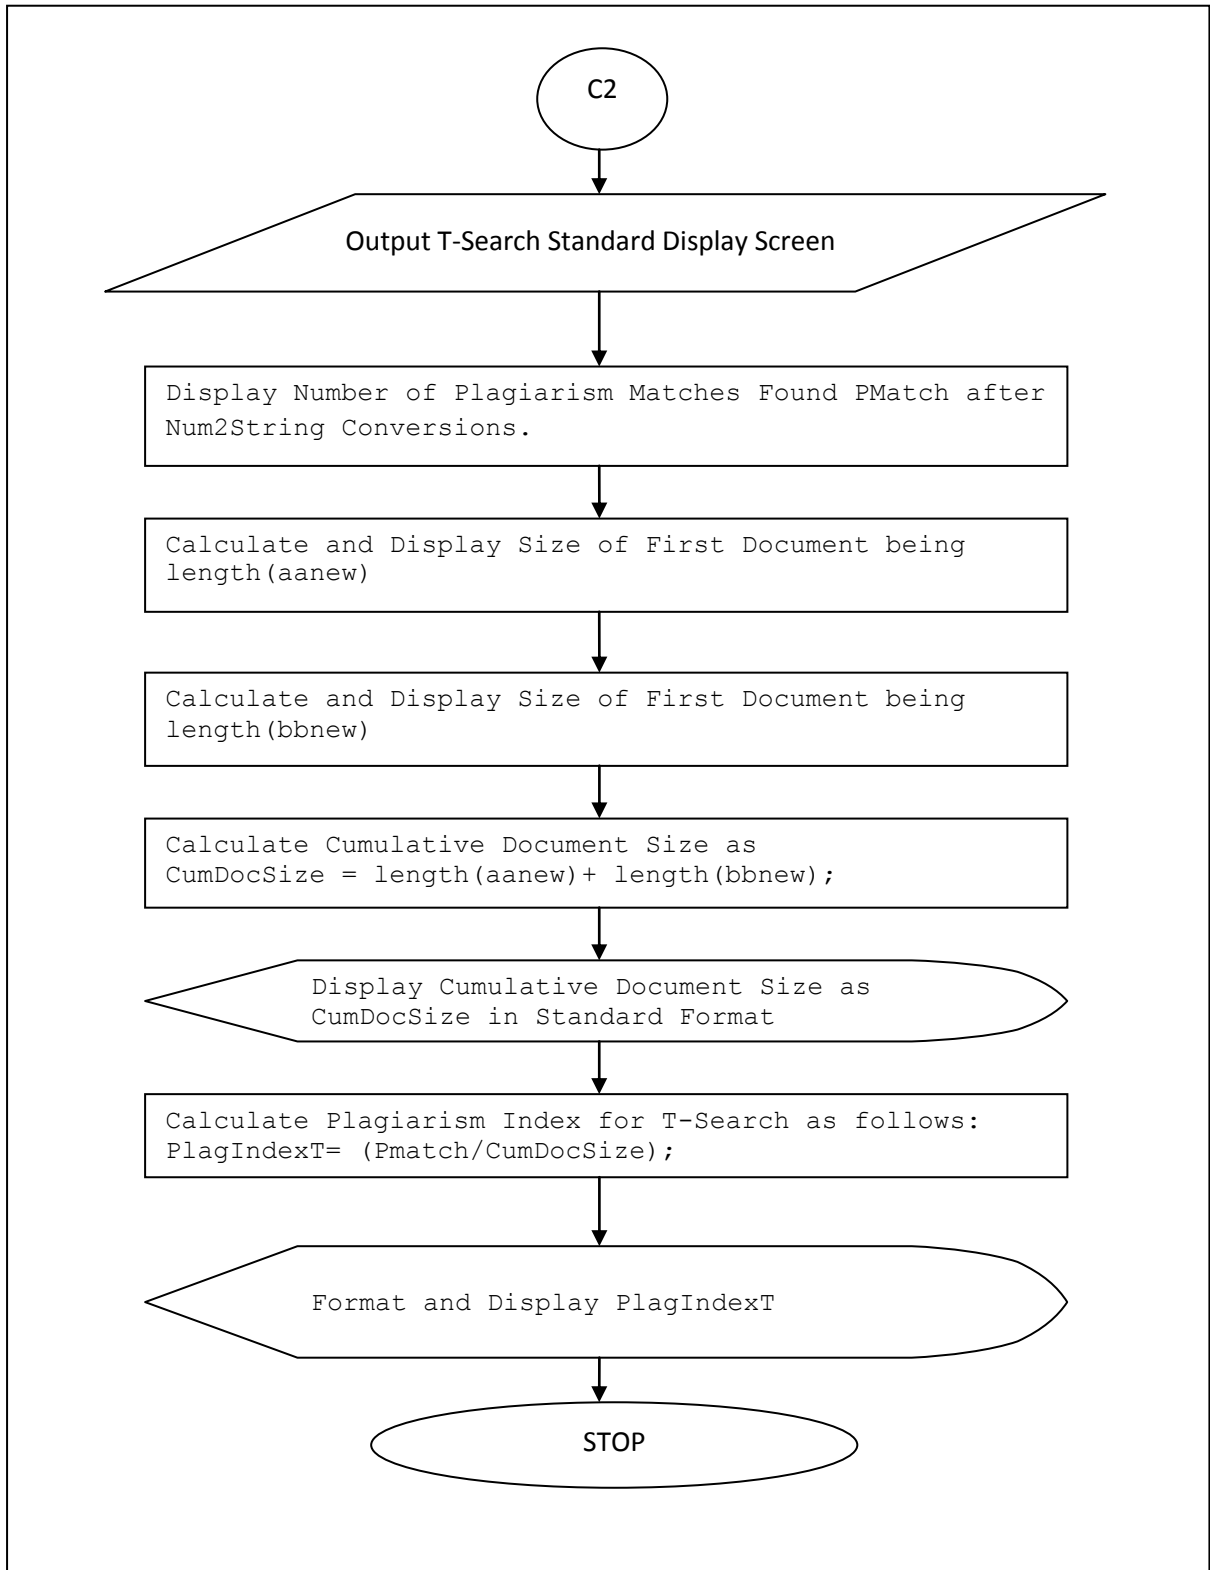 C2
Output T-Search Standard Display Screen
Display Number of Plagiarism Matches Found PMatch after
Num2String Conversions.
Calculate and Display Size of First Document being
length(aanew)
Calculate and Display Size of First Document being
length(bbnew)
Calculate Cumulative Document Size as
CumDocSize = length(aanew)+ length(bbnew);
Display Cumulative Document Size as
CumDocSize in Standard Format
Calculate Plagiarism Index for T-Search as follows:
PlagIndexT= (Pmatch/CumDocSize);
Format and Display PlagIndexT
STOP